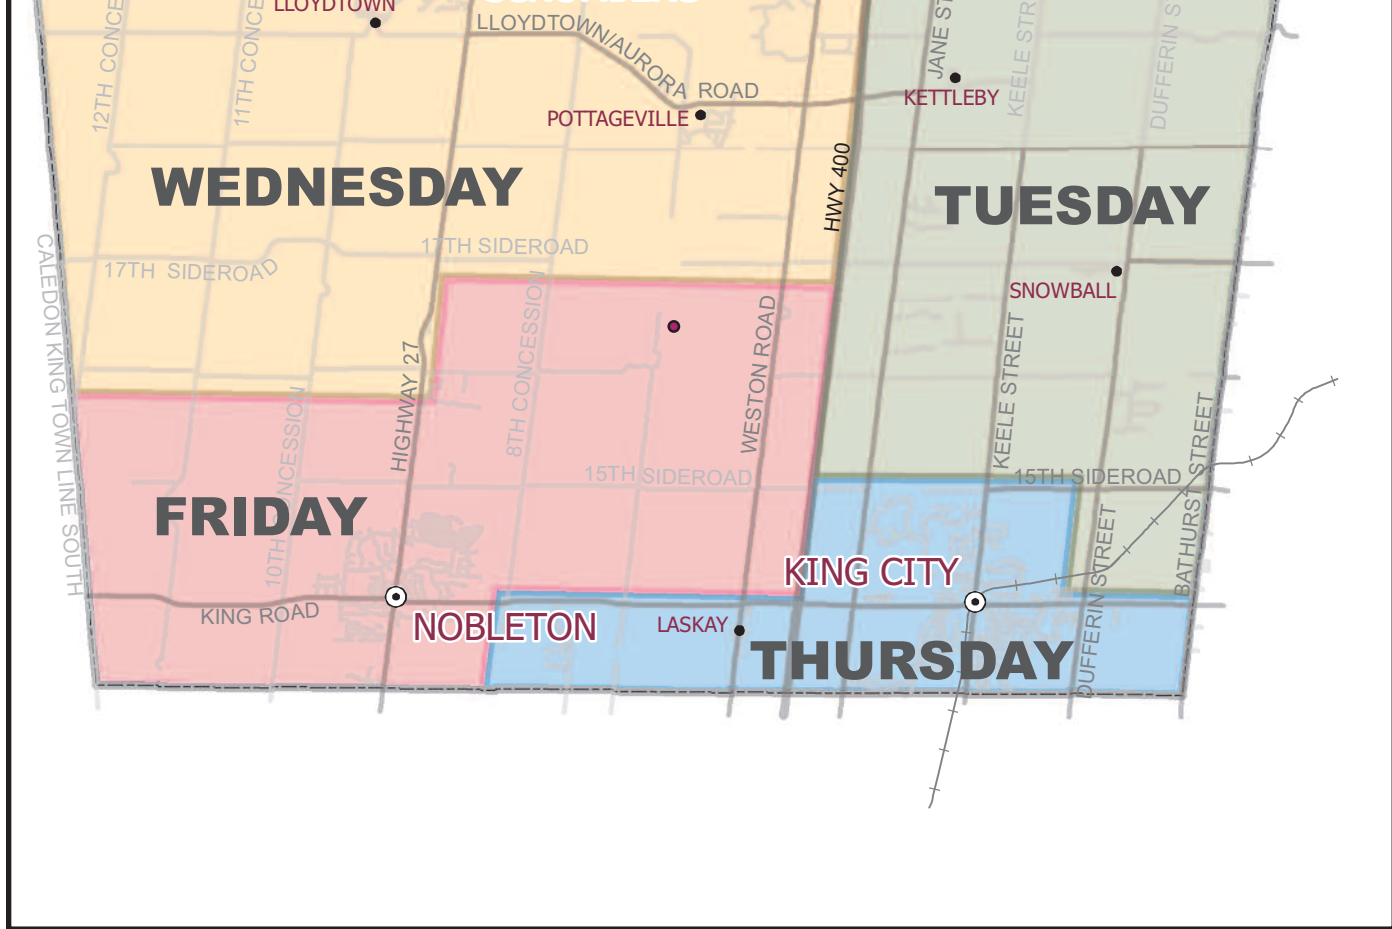 LLOYDTOWN
12TH CONCE
11TH CONCE
LLOYDTOWN/AURORA ROAD
JANE ST
KEELE STR
DUFFERIN S
KETTLEBY
POTTAGEVILLE
HWY 400
WEDNESDAY
TUESDAY
17TH SIDEROAD
17TH SIDEROAD
SNOWBALL
CALEDON KING TOWN LINE SOUTH
HIGHWAY 27
8TH CONCESSION
WESTON ROAD
KEELE STREET
BATHURST STREET
10TH CONCESSION
15TH SIDEROAD
15TH SIDEROAD
FRIDAY
DUFFERIN STREET
KING CITY
KING ROAD
NOBLETON
LASKAY
THURSDAY